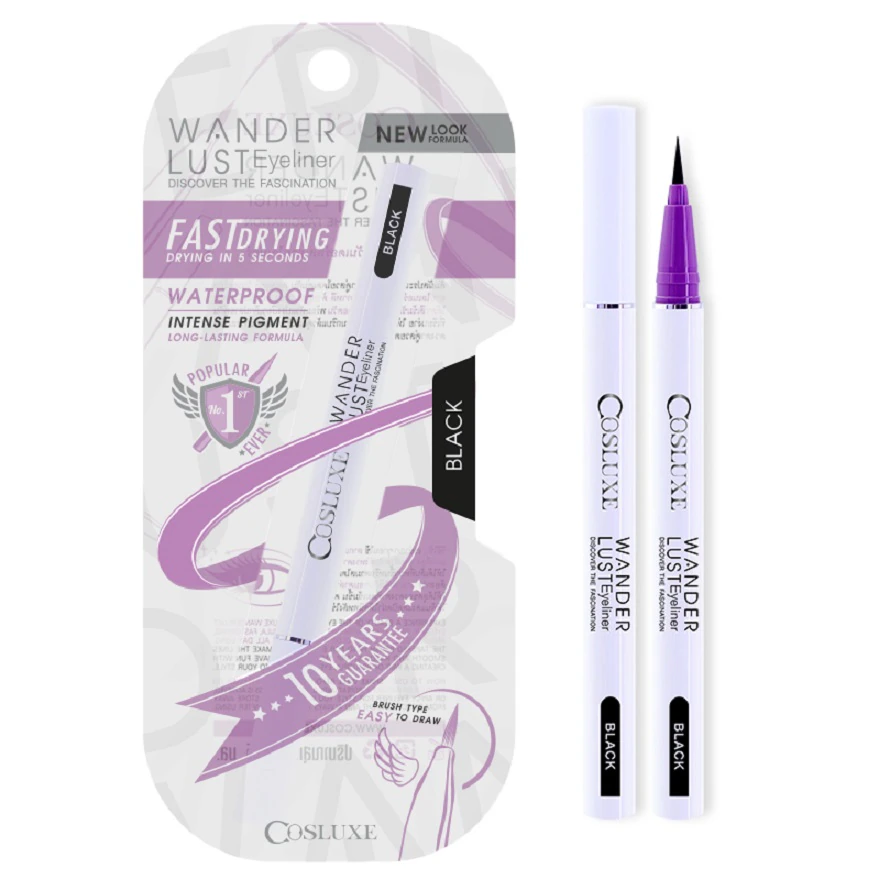 WANDER
LUSTEyeliner
DISCOVER THE FASCINATION
NEW LOOK
FORMULA
FASTDRYING
DRYING IN 5 SECONDS
WATERPROOF
INTENSE PIGMENT
LONG-LASTING FORMULA
POPULAR
No.1ST
EVER
BLACK
WANDER
LUSTEyeliner
DISCOVER THE FASCINATION
COSLUXE
BLACK
10 YEARS
GUARANTEE
BRUSH TYPE
EASY TO DRAW
COSLUXE
COSLUXE
WANDER
LUSTEyeliner
DISCOVER THE FASCINATION
BLACK
COSLUXE
WANDER
LUSTEyeliner
DISCOVER THE FASCINATION
BLACK